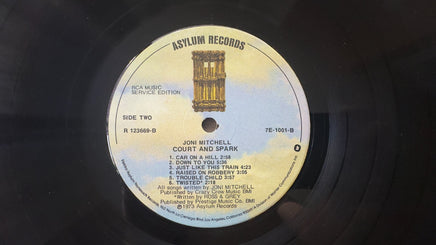 ASYLUM RECORDS
RCA MUSIC
SERVICE EDITION
SIDE TWO
R 123669-B
7E-1001-B
JONI MITCHELL
COURT AND SPARK
1. CAR ON A HILL 2:58
2. DOWN TO YOU 5:36
3. JUST LIKE THIS TRAIN 4:23
4. RAISED ON ROBBERY 3:05
5. TROUBLE CHILD 3:57
6. TWISTED* 2:18
All songs written by JONI MITCHELL
Published by Crazy Crow Music BMI
*Written by ROSS & GREY
Published by Prestige Music Co. BMI
℗1973 Asylum Records